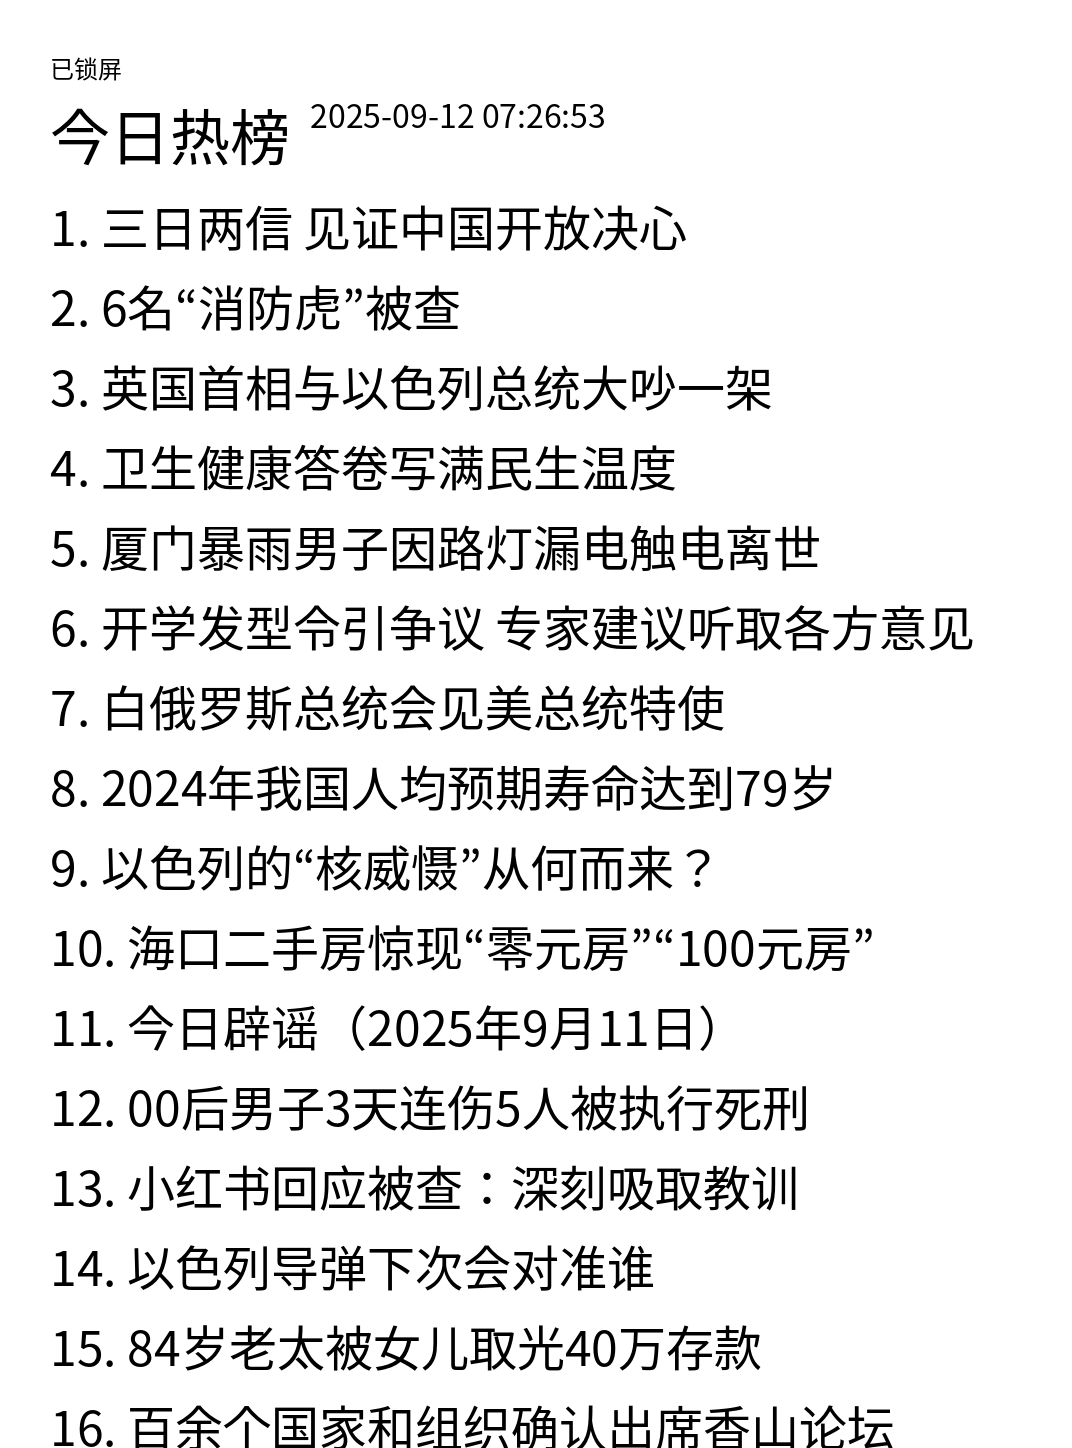 已锁屏
今日热榜 2025-09-12 07:26:53
1. 三日两信 见证中国开放决心
2. 6名“消防虎”被查
3. 英国首相与以色列总统大吵一架
4. 卫生健康答卷写满民生温度
5. 厦门暴雨男子因路灯漏电触电离世
6. 开学发型令引争议 专家建议听取各方意见
7. 白俄罗斯总统会见美总统特使
8. 2024年我国人均预期寿命达到79岁
9. 以色列的“核威慑”从何而来？
10. 海口二手房惊现“零元房”“100元房”
11. 今日辟谣（2025年9月11日）
12. 00后男子3天连伤5人被执行死刑
13. 小红书回应被查：深刻吸取教训
14. 以色列导弹下次会对准谁
15. 84岁老太被女儿取光40万存款
16. 百余个国家和组织确认出席香山论坛